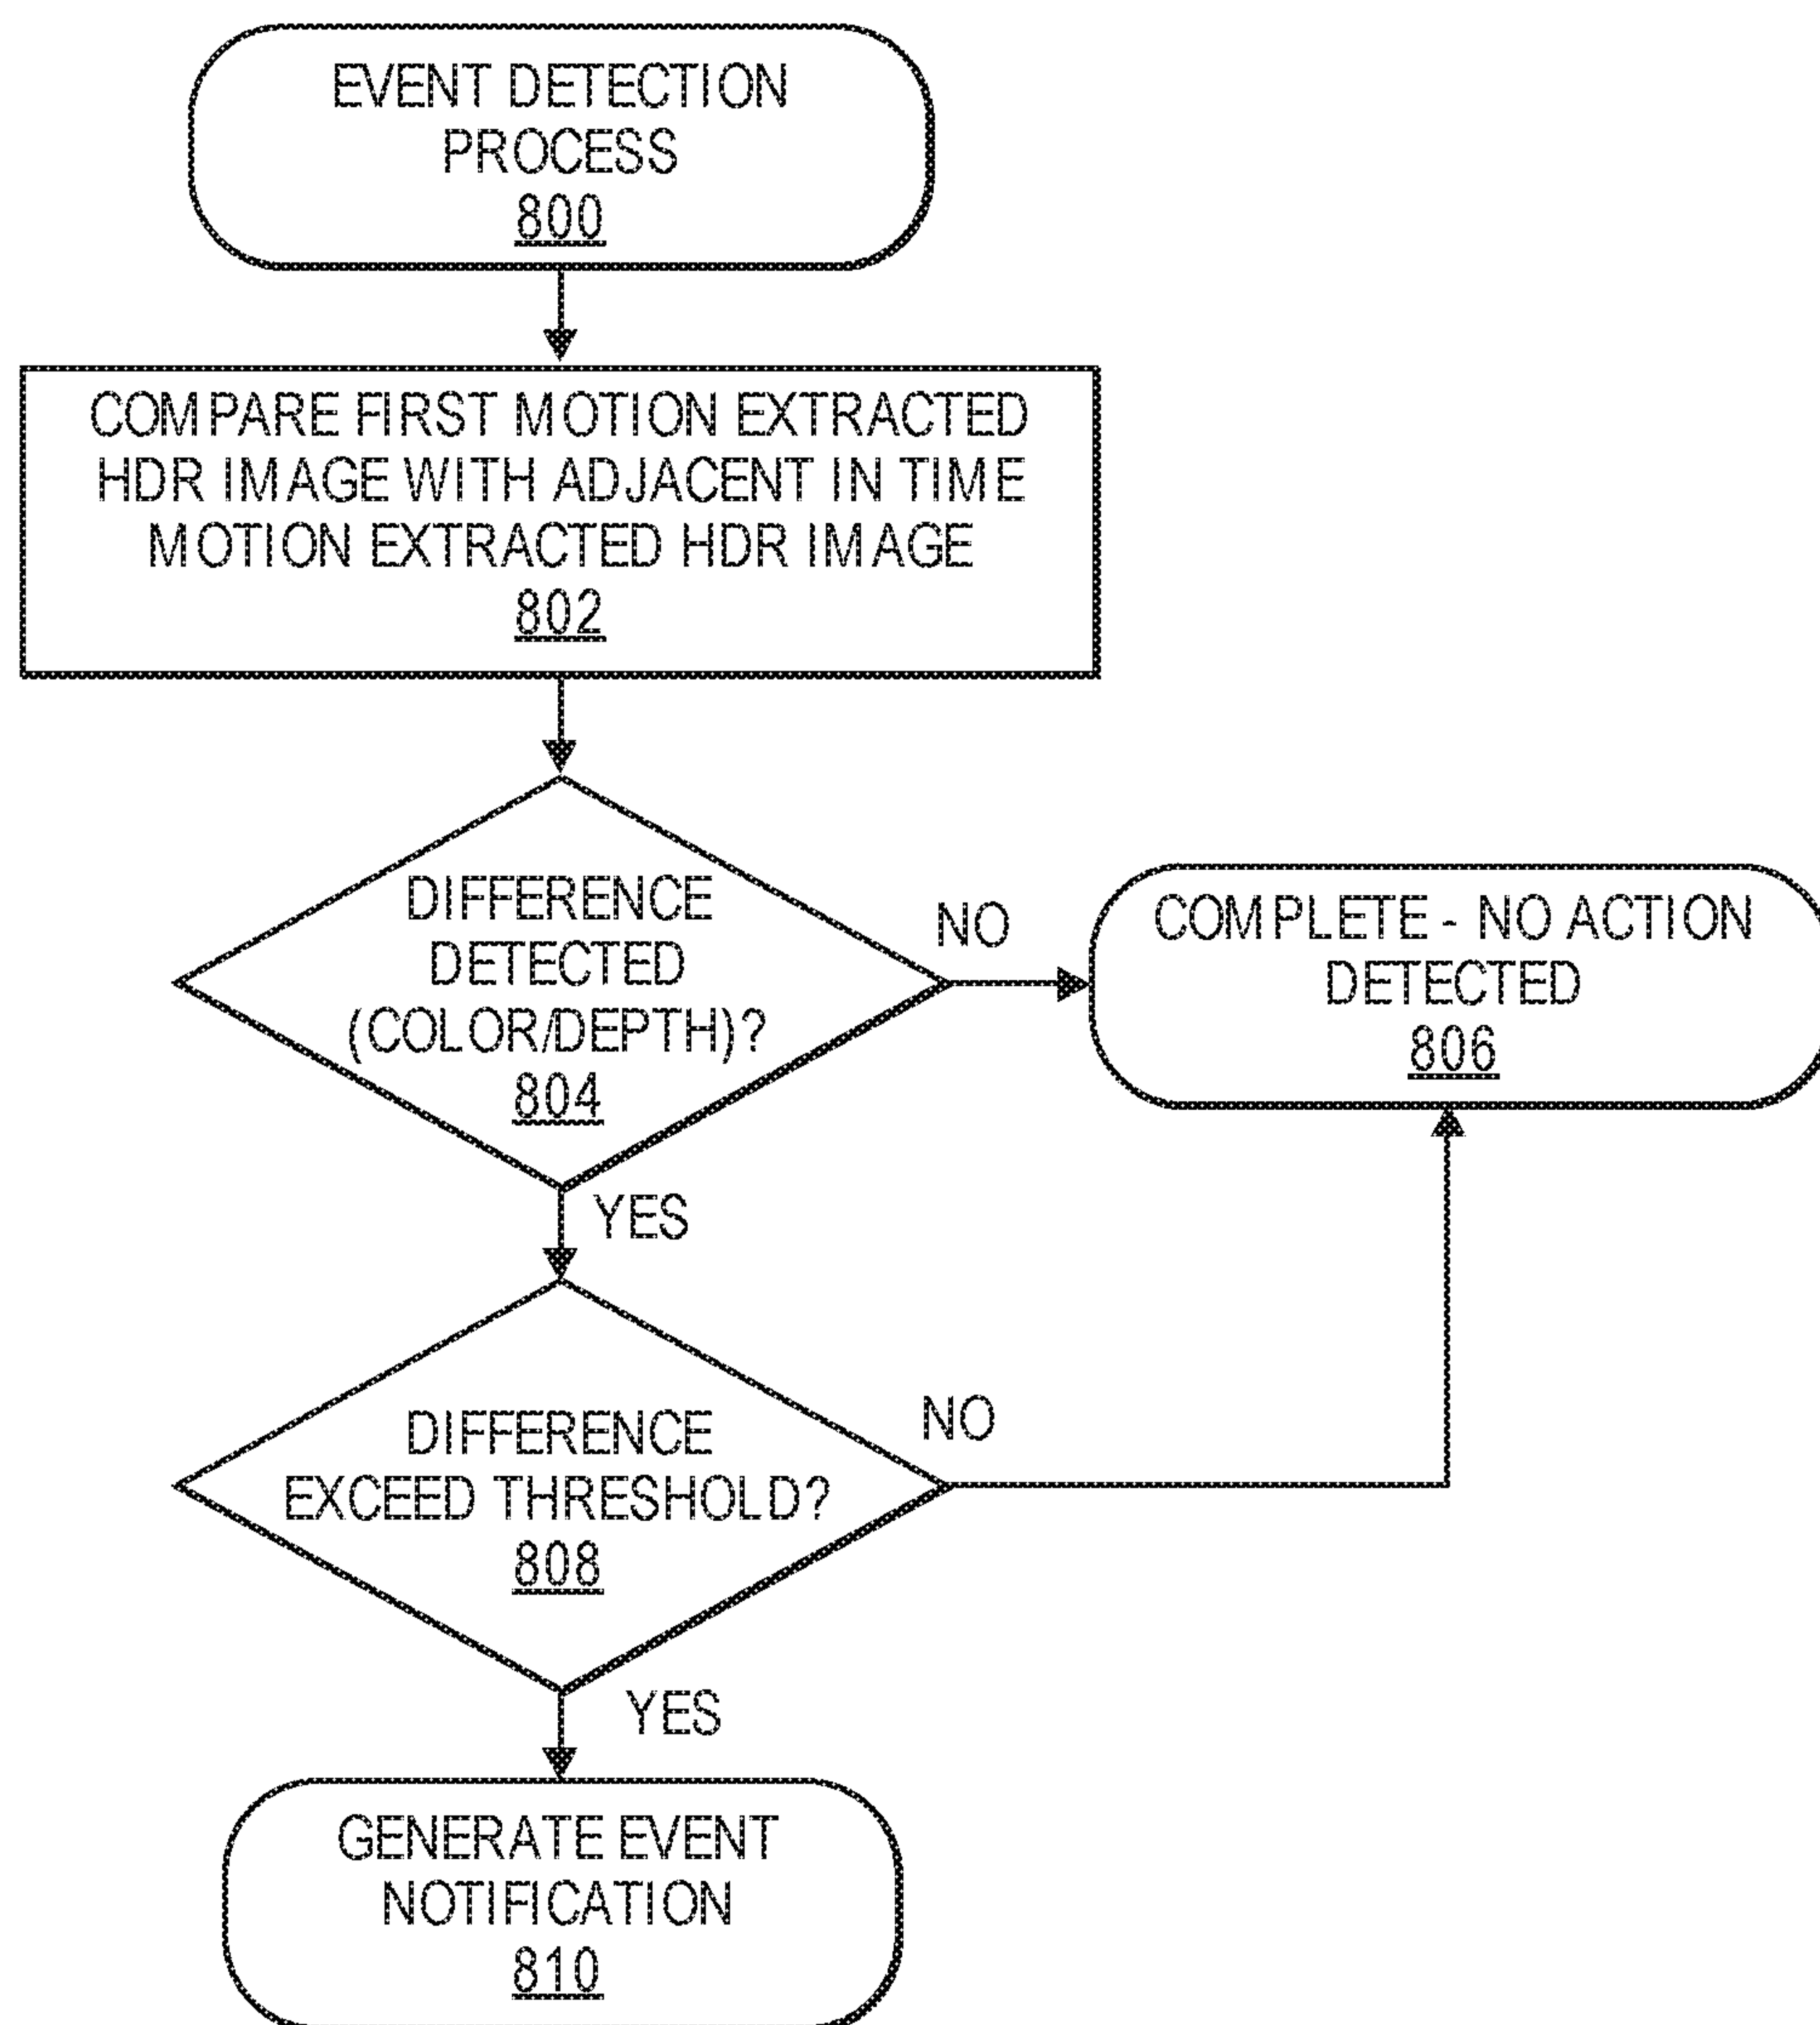 EVENT DETECTION
PROCESS
800
COMPARE FIRST MOTION EXTRACTED
HDR IMAGE WITH ADJACENT IN TIME
MOTION EXTRACTED HDR IMAGE
802
DIFFERENCE
DETECTED
(COLOR/DEPTH)?
804
NO
COMPLETE - NO ACTION
DETECTED
806
YES
DIFFERENCE
EXCEED THRESHOLD?
808
NO
YES
GENERATE EVENT
NOTIFICATION
810